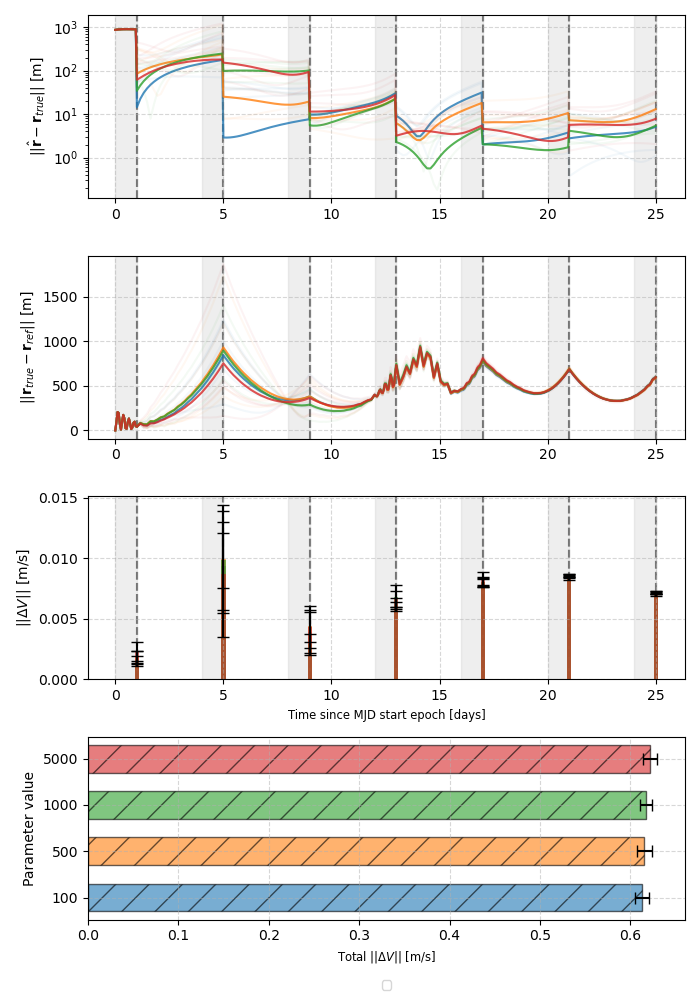 ||r̂ − r_true|| [m]
10³
10²
10¹
10⁰
0 5 10 15 20 25
||r_true − r_ref|| [m]
1500
1000
500
0
0 5 10 15 20 25
||ΔV|| [m/s]
0.015
0.010
0.005
0.000
0 5 10 15 20 25
Time since MJD start epoch [days]
Parameter value
5000
1000
500
100
0.0 0.1 0.2 0.3 0.4 0.5 0.6
Total ||ΔV|| [m/s]